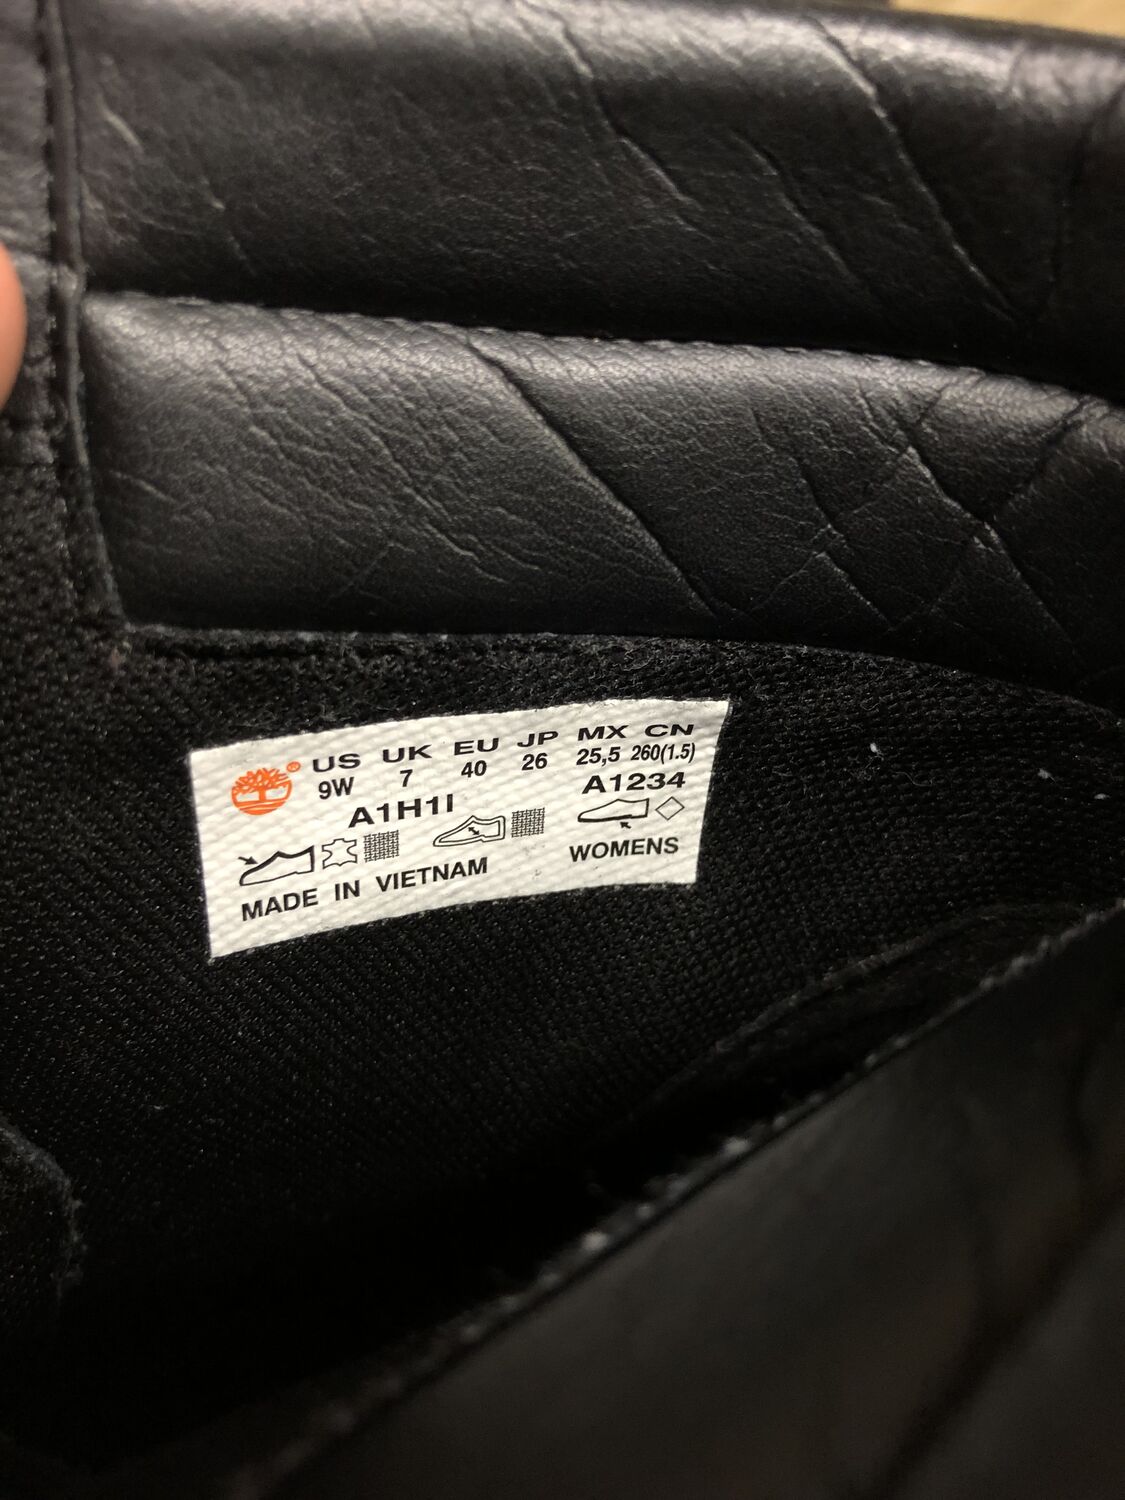 ® US UK EU JP MX CN
9W 7 40 26 25,5 260(1.5)
A1H1I A1234
MADE IN VIETNAM WOMENS